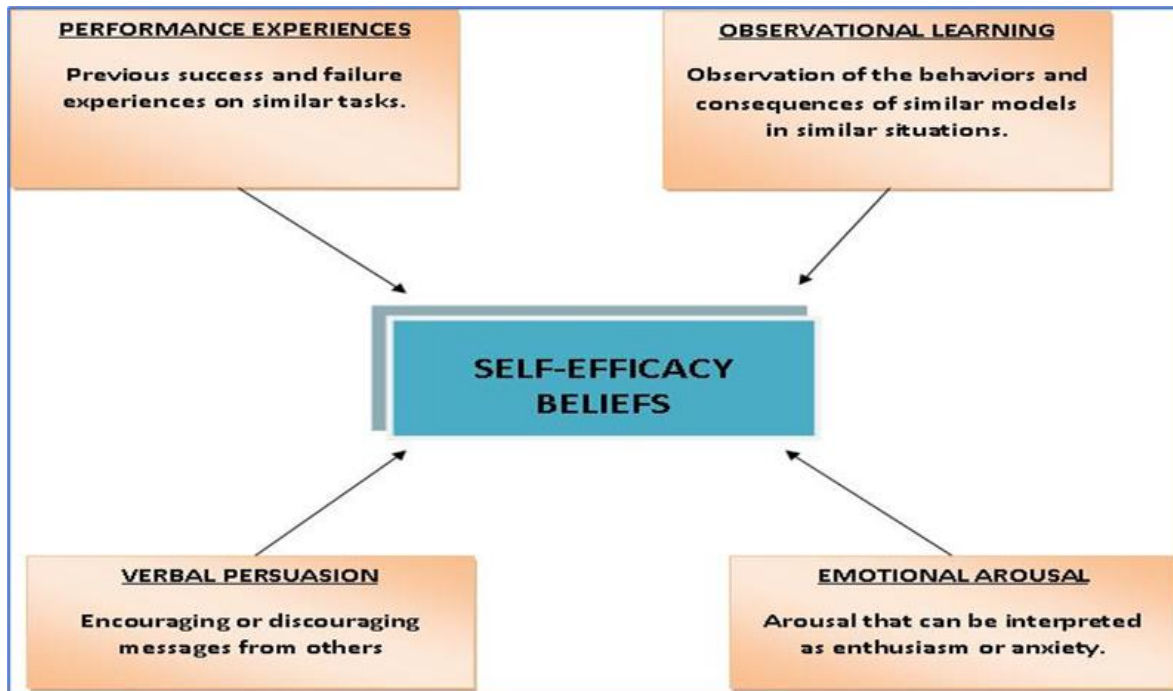 PERFORMANCE EXPERIENCES
Previous success and failure
experiences on similar tasks.
OBSERVATIONAL LEARNING
Observation of the behaviors and
consequences of similar models
in similar situations.
SELF-EFFICACY
BELIEFS
VERBAL PERSUASION
Encouraging or discouraging
messages from others
EMOTIONAL AROUSAL
Arousal that can be interpreted
as enthusiasm or anxiety.